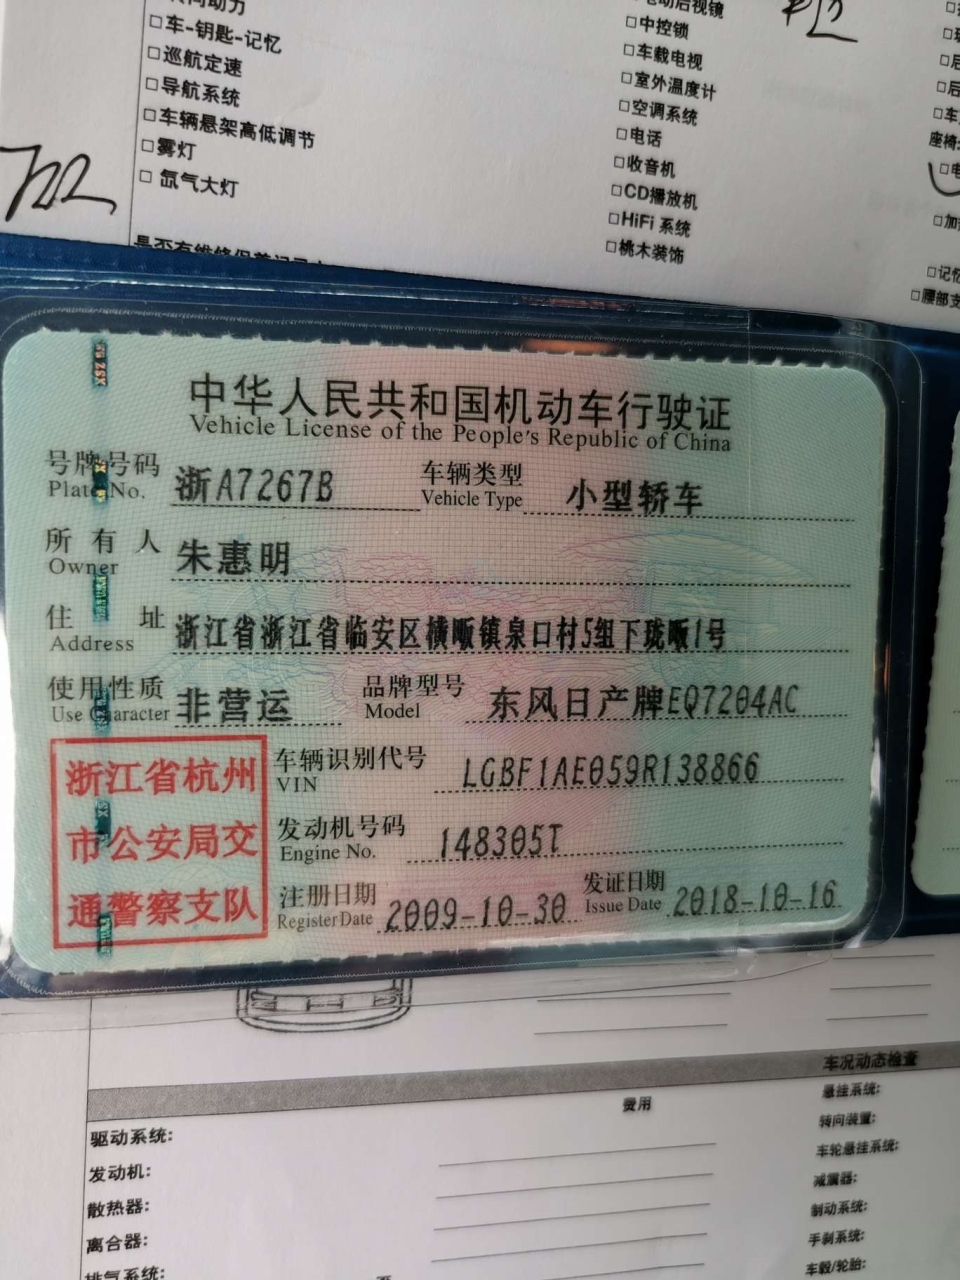 □车-钥匙-记忆
□巡航定速
□导航系统
□车辆悬架高低调节
□雾灯
□ 氙气大灯
电动后视镜
□中控锁
□车载电视
□室外温度计
□空调系统
□电话
□收音机
□CD播放机
□HiFi 系统
□桃木装饰
座椅
中华人民共和国机动车行驶证
Vehicle License of the People's Republic of China
号牌号码 浙A7267B 车辆类型 小型轿车
Plate No. Vehicle Type
所有人 朱惠明
Owner
住址 浙江省浙江省临安区横畈镇泉口村5组下珑畈1号
Address
使用性质 非营运 品牌型号 东风日产牌EQ7204AC
Use Character Model
浙江省杭州
市公安局交
通警察支队
车辆识别代号 LGBF1AE059R138866
VIN
发动机号码 148305T
Engine No.
注册日期 2009-10-30 发证日期 2018-10-16
Register Date Issue Date
车况动态检查
费用
驱动系统:
发动机:
散热器:
离合器:
排气系统:
悬挂系统:
转向装置:
车轮悬挂系统:
减震器:
制动系统:
手刹系统:
车毂/轮胎: